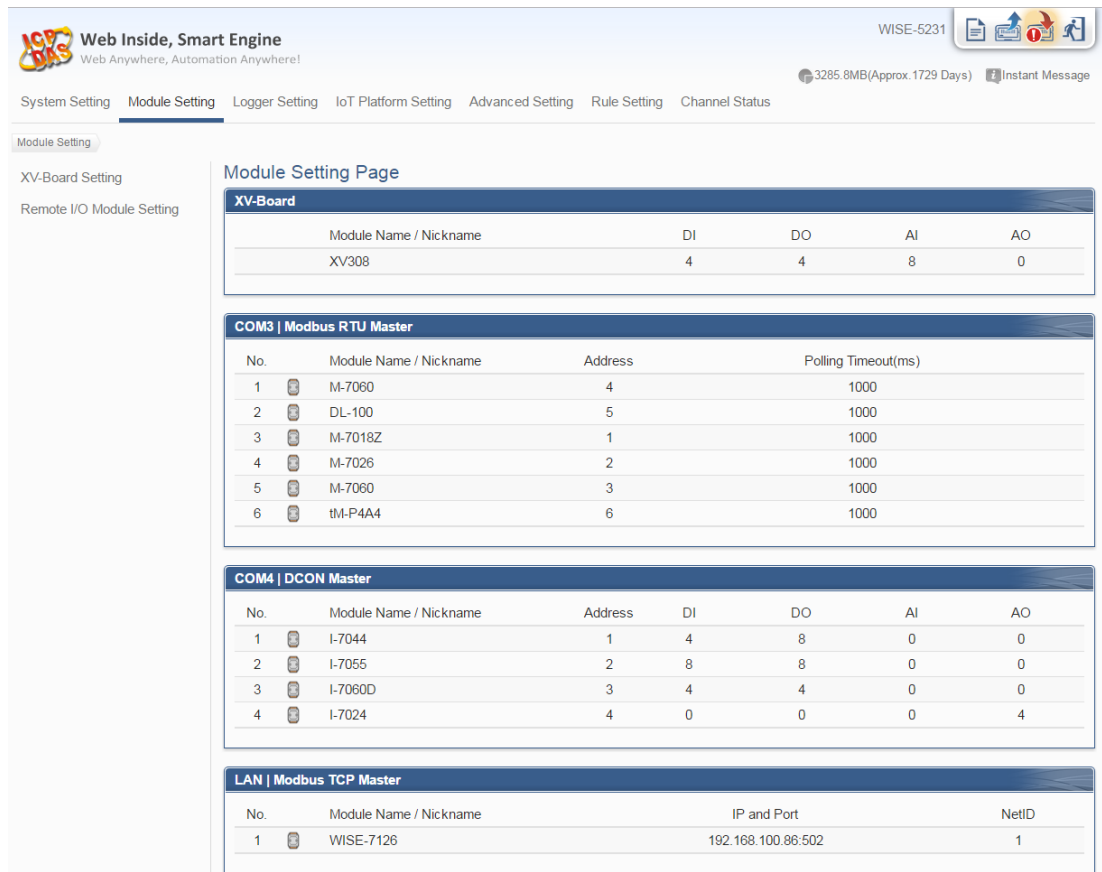 WISE-5231
ICP DAS Web Inside, Smart Engine
Web Anywhere, Automation Anywhere!
3285.8MB(Approx.1729 Days) Instant Message
System Setting Module Setting Logger Setting IoT Platform Setting Advanced Setting Rule Setting Channel Status
Module Setting
XV-Board Setting
Remote I/O Module Setting
Module Setting Page
XV-Board
Module Name / Nickname DI DO AI AO
XV308 4 4 8 0
COM3 | Modbus RTU Master
No. Module Name / Nickname Address Polling Timeout(ms)
1 M-7060 4 1000
2 DL-100 5 1000
3 M-7018Z 1 1000
4 M-7026 2 1000
5 M-7060 3 1000
6 tM-P4A4 6 1000
COM4 | DCON Master
No. Module Name / Nickname Address DI DO AI AO
1 I-7044 1 4 8 0 0
2 I-7055 2 8 8 0 0
3 I-7060D 3 4 4 0 0
4 I-7024 4 0 0 0 4
LAN | Modbus TCP Master
No. Module Name / Nickname IP and Port NetID
1 WISE-7126 192.168.100.86:502 1